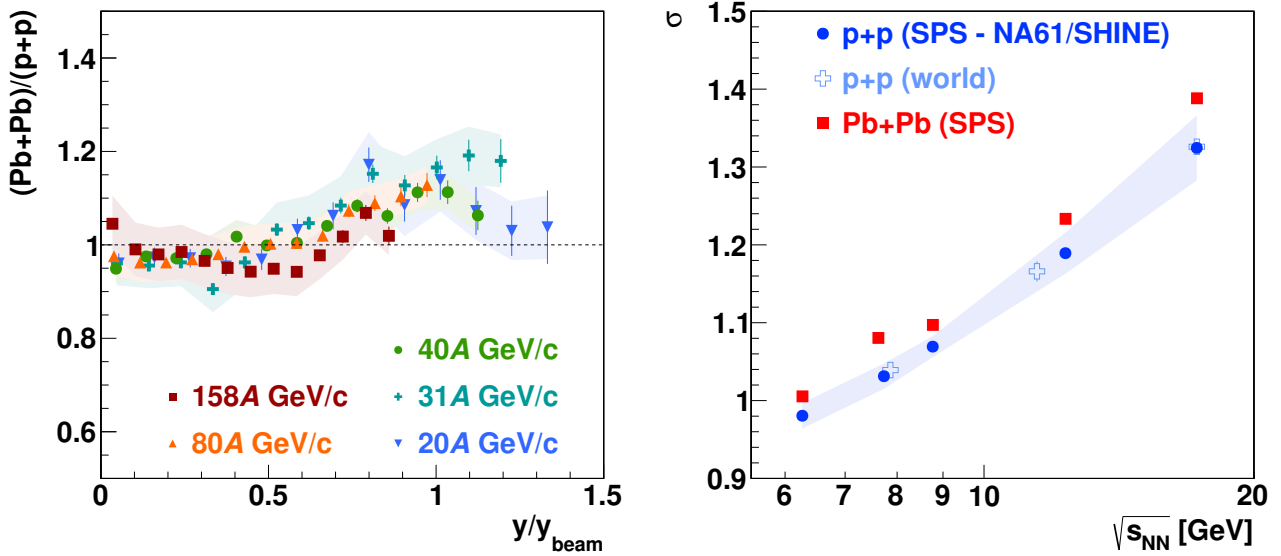 (Pb+Pb)/(p+p)
1.4
1.2
1
0.8
0.6
40A GeV/c
158A GeV/c
31A GeV/c
80A GeV/c
20A GeV/c
0
0.5
1
1.5
y/y_beam
σ
1.5
1.4
1.3
1.2
1.1
1
0.9
p+p (SPS - NA61/SHINE)
p+p (world)
Pb+Pb (SPS)
6
7
8
9
10
20
√s_NN [GeV]